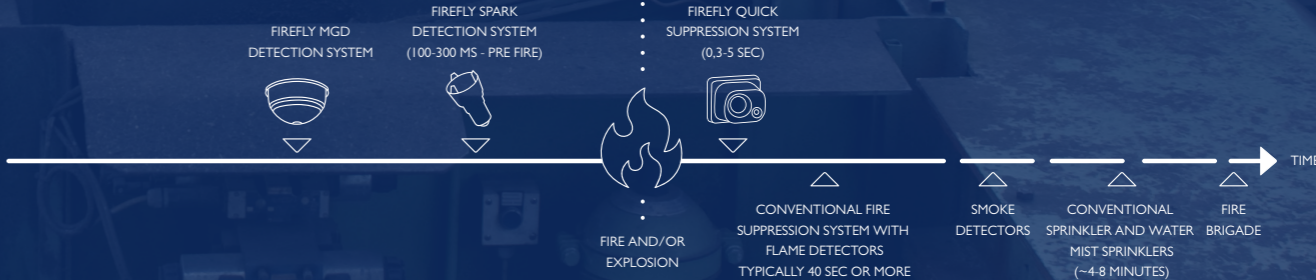 FIREFLY MGD
DETECTION SYSTEM
FIREFLY SPARK
DETECTION SYSTEM
(100-300 MS - PRE FIRE)
FIREFLY QUICK
SUPPRESSION SYSTEM
(0,3-5 SEC)
TIME
FIRE AND/OR
EXPLOSION
CONVENTIONAL FIRE
SUPPRESSION SYSTEM WITH
FLAME DETECTORS
TYPICALLY 40 SEC OR MORE
SMOKE
DETECTORS
CONVENTIONAL
SPRINKLER AND WATER
MIST SPRINKLERS
(~4-8 MINUTES)
FIRE
BRIGADE